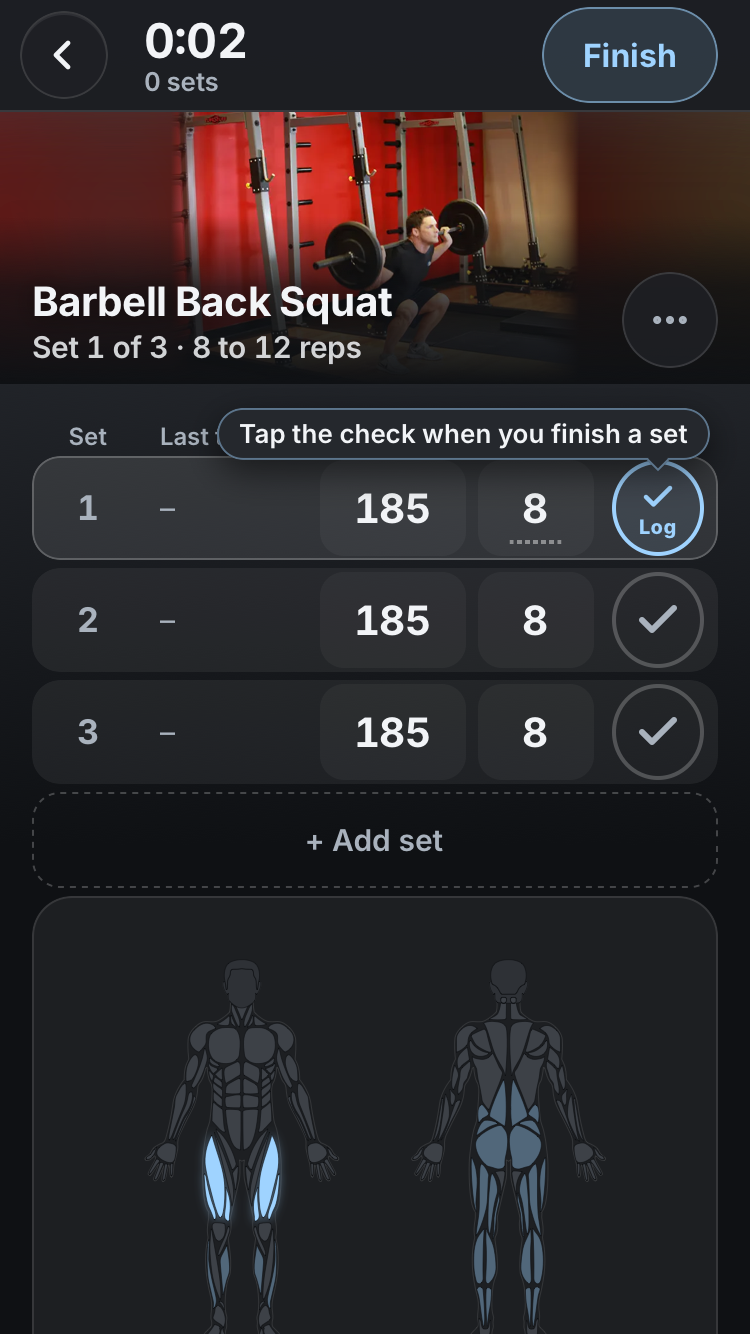 0:02
0 sets
Finish
Barbell Back Squat
Set 1 of 3 · 8 to 12 reps
Tap the check when you finish a set
Set Last
1 – 185 8 Log
2 – 185 8
3 – 185 8
+ Add set